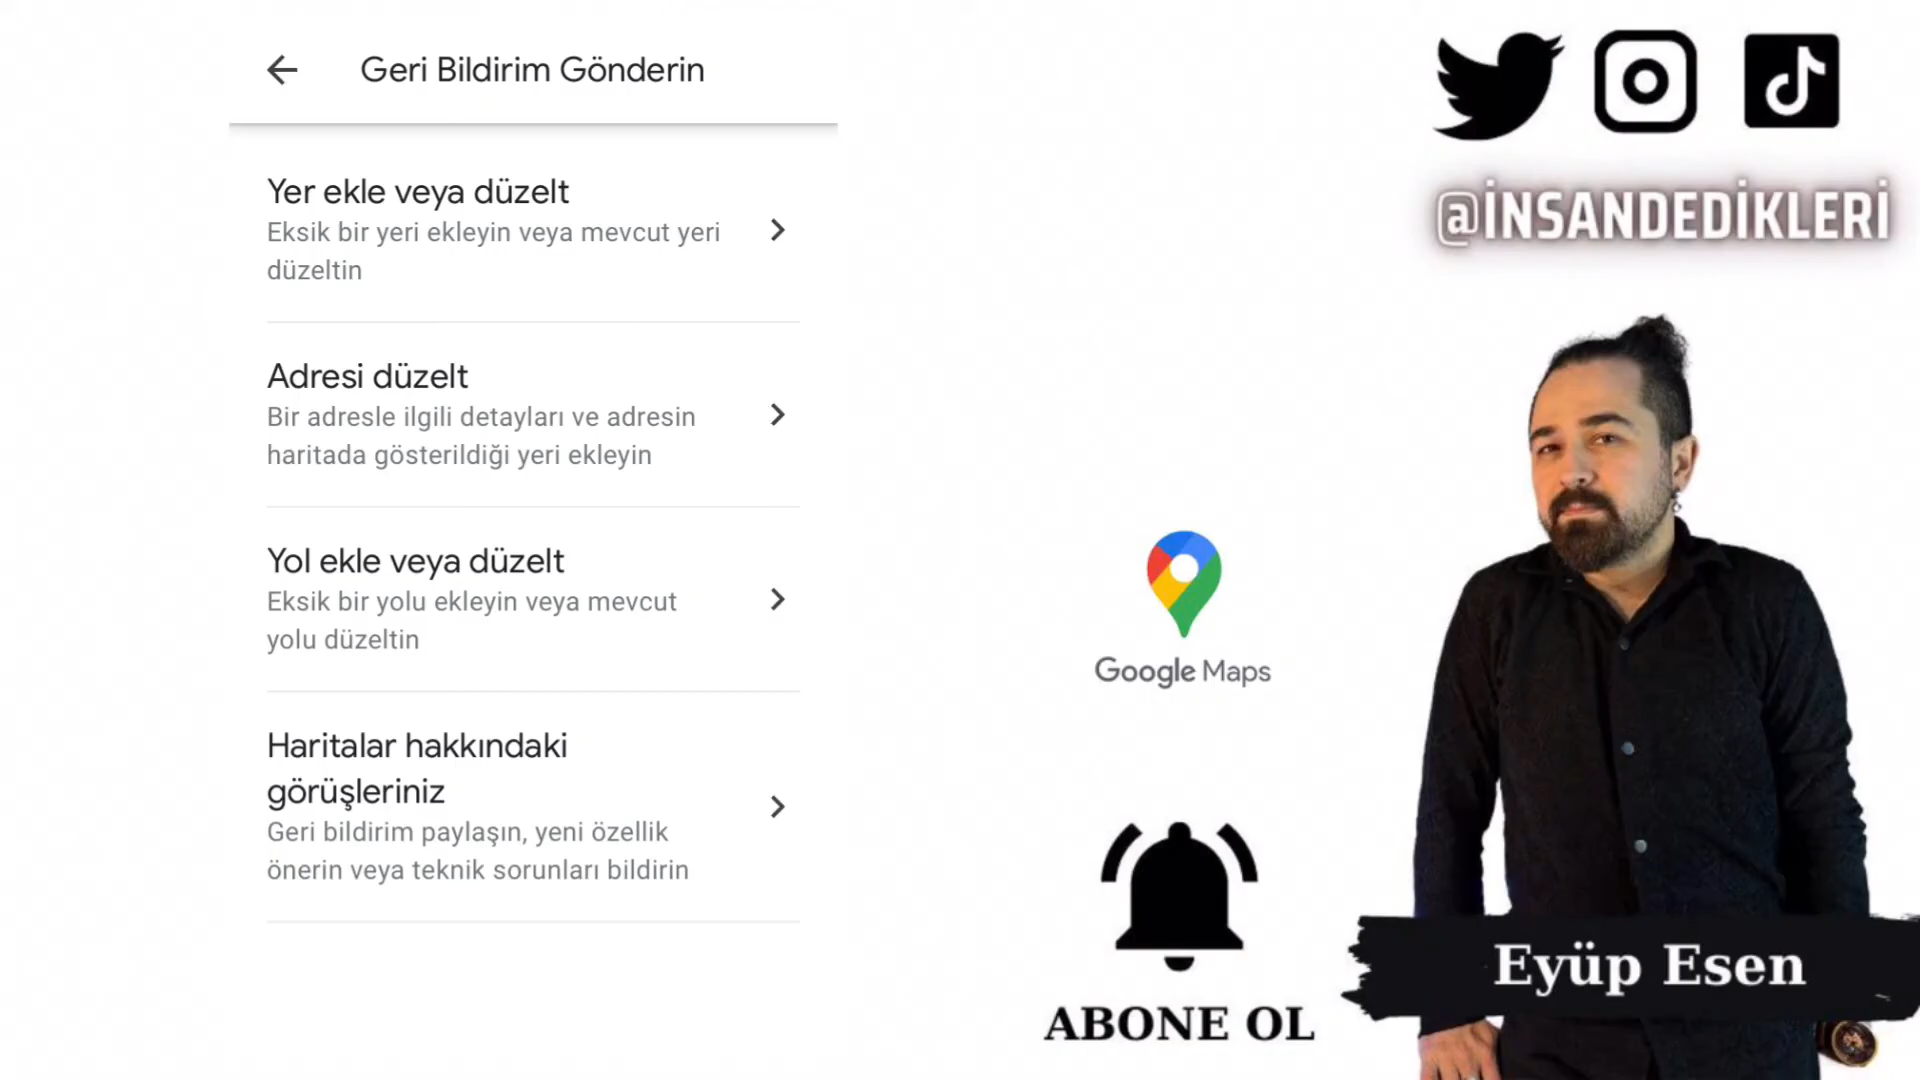 Geri Bildirim Gönderin
Yer ekle veya düzelt
Eksik bir yeri ekleyin veya mevcut yeri
düzeltin
Adresi düzelt
Bir adresle ilgili detayları ve adresin
haritada gösterildiği yeri ekleyin
Yol ekle veya düzelt
Eksik bir yolu ekleyin veya mevcut
yolu düzeltin
Haritalar hakkındaki
görüşleriniz
Geri bildirim paylaşın, yeni özellik
önerin veya teknik sorunları bildirin
Google Maps
ABONE OL
@İNSANDEDİKLERİ
Eyüp Esen